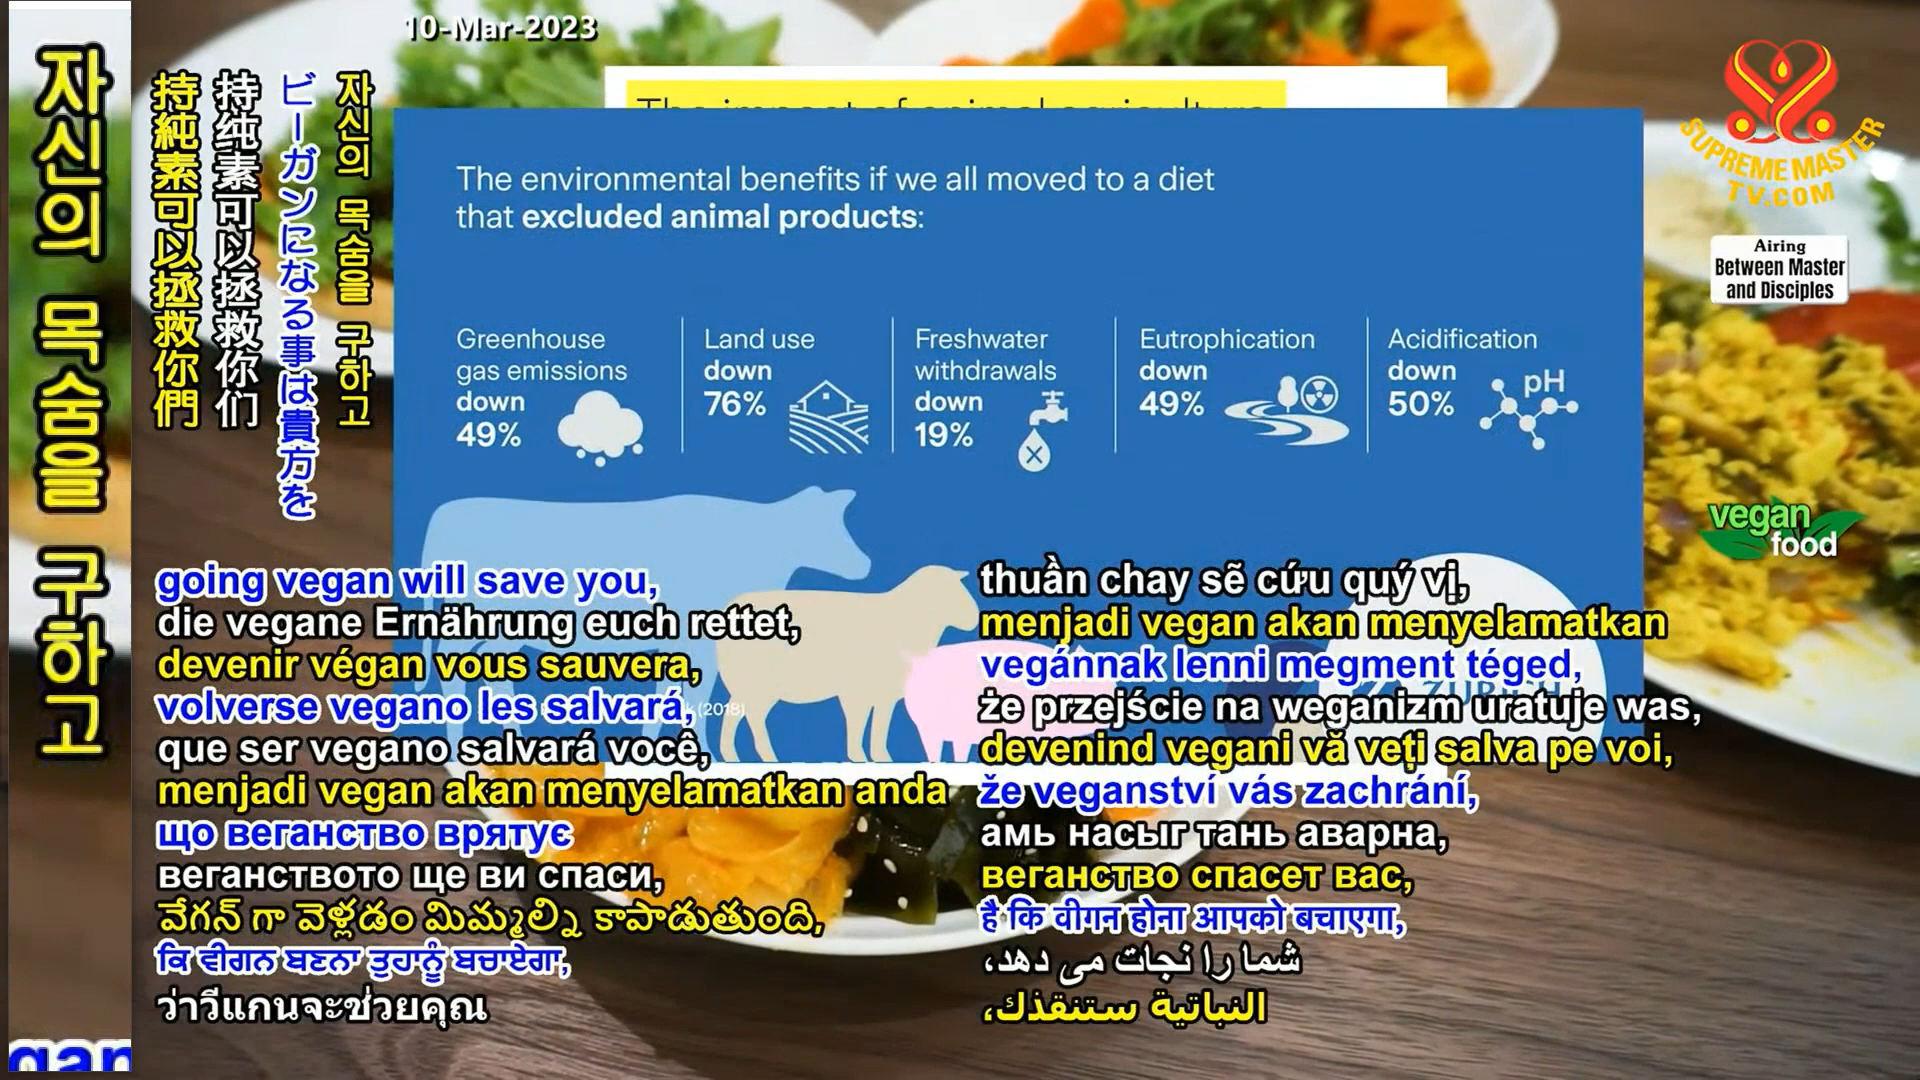 10-Mar-2023
자신의 목숨을 구하고
持純素可以拯救你們
持纯素可以拯救你们
ビーガンになる事は貴方を
자신의 목숨을 구하고
The impact of animal agriculture
The environmental benefits if we all moved to a diet
that excluded animal products:
Greenhouse
gas emissions
down
49%
Land use
down
76%
Freshwater
withdrawals
down
19%
Eutrophication
down
49%
Acidification
down
50%
pH
SUPREME MASTER
TV.COM
Airing
Between Master
and Disciples
vegan
food
(2018)
ZURICH
going vegan will save you,
die vegane Ernährung euch rettet,
devenir végan vous sauvera,
volverse vegano les salvará,
que ser vegano salvará você,
menjadi vegan akan menyelamatkan anda
що веганство врятує
веганството ще ви спаси,
వేగన్ గా వెళ్లడం మిమ్మల్ని కాపాడుతుంది,
ਕਿ ਵੀਗਨ ਬਣਨਾ ਤੁਹਾਨੂੰ ਬਚਾਏਗਾ,
ว่าวีแกนจะช่วยคุณ
thuần chay sẽ cứu quý vị,
menjadi vegan akan menyelamatkan
vegánnak lenni megment téged,
że przejście na weganizm uratuje was,
devenind vegani vă veți salva pe voi,
že veganství vás zachrání,
амь насыг тань аварна,
веганство спасет вас,
है कि वीगन होना आपको बचाएगा,
شما را نجات می دهد،
النباتية ستنقذك،
gan